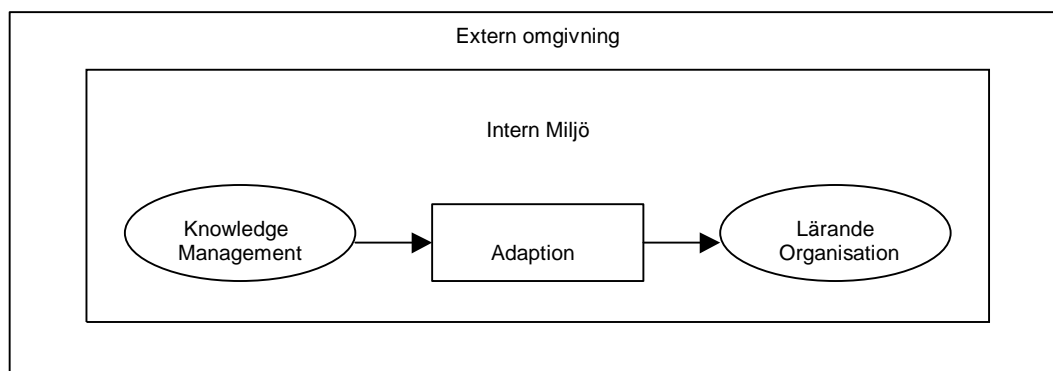 Extern omgivning
Intern Miljö
Knowledge
Management
Adaption
Lärande
Organisation